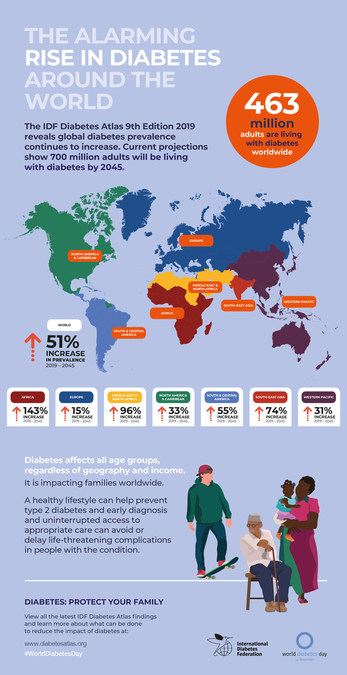 THE ALARMING
RISE IN DIABETES
AROUND THE
WORLD
The IDF Diabetes Atlas 9th Edition 2019
reveals global diabetes prevalence
continues to increase. Current projections
show 700 million adults will be living
with diabetes by 2045.
463
million
adults are living
with diabetes
worldwide
NORTH AMERICA
& CARIBBEAN
EUROPE
MIDDLE EAST &
NORTH AFRICA
AFRICA
SOUTH EAST ASIA
WESTERN PACIFIC
SOUTH & CENTRAL
AMERICA
WORLD
51%
INCREASE
IN PREVALENCE
2019 – 2045
AFRICA
143%
INCREASE
2019 - 2045
EUROPE
15%
INCREASE
2019 - 2045
MIDDLE EAST &
NORTH AFRICA
96%
INCREASE
2019 - 2045
NORTH AMERICA
& CARIBBEAN
33%
INCREASE
2019 - 2045
SOUTH & CENTRAL
AMERICA
55%
INCREASE
2019 - 2045
SOUTH EAST ASIA
74%
INCREASE
2019 - 2045
WESTERN PACIFIC
31%
INCREASE
2019 - 2045
Diabetes affects all age groups,
regardless of geography and income.
It is impacting families worldwide.
A healthy lifestyle can help prevent
type 2 diabetes and early diagnosis
and uninterrupted access to
appropriate care can avoid or
delay life-threatening complications
in people with the condition.
DIABETES: PROTECT YOUR FAMILY
View all the latest IDF Diabetes Atlas findings
and learn more about what can be done
to reduce the impact of diabetes at:
www.diabetesatlas.org
#WorldDiabetesDay
International
Diabetes
Federation
world diabetes day